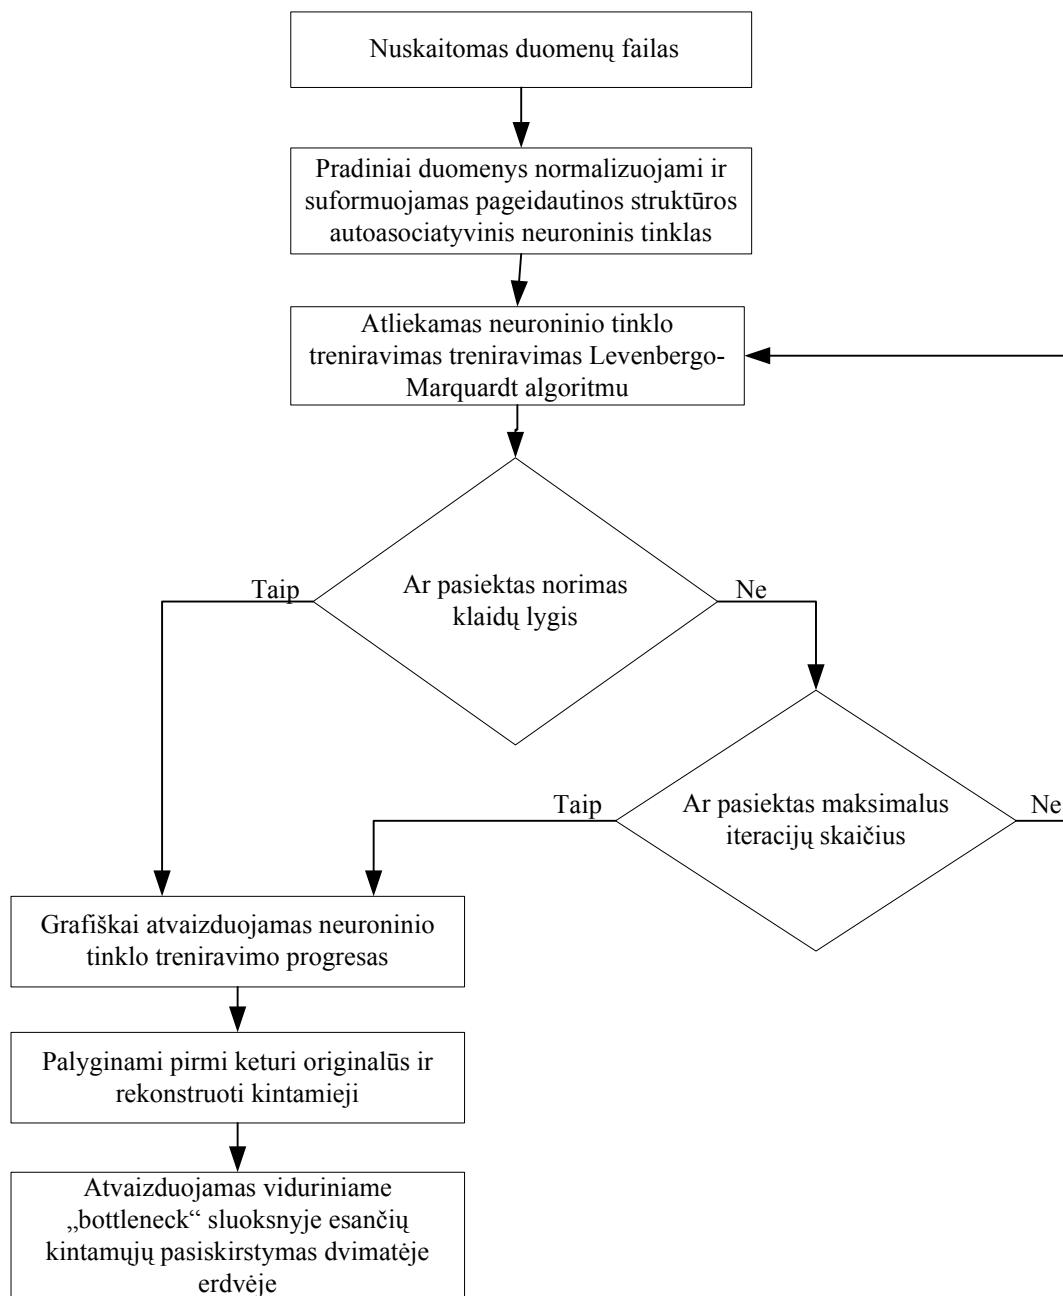 Nuskaitomas duomenų failas
Pradiniai duomenys normalizuojami ir
suformuojamas pageidautinos struktūros
autoasociatyvinis neuroninis tinklas
Atliekamas neuroninio tinklo
treniravimas treniravimas Levenbergo-
Marquardt algoritmu
Taip
Ar pasiektas norimas
klaidų lygis
Ne
Taip
Ar pasiektas maksimalus
iteracijų skaičius
Ne
Grafiškai atvaizduojamas neuroninio
tinklo treniravimo progresas
Palyginami pirmi keturi originalūs ir
rekonstruoti kintamieji
Atvaizduojamas viduriniame
„bottleneck“ sluoksnyje esančių
kintamųjų pasiskirstymas dvimatėje
erdvėje